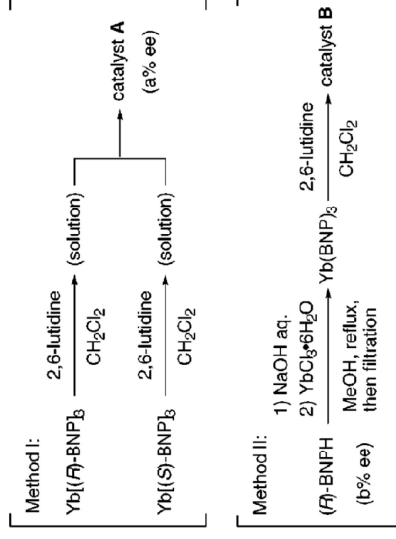 Method I:
2,6-lutidine
Yb[(R)-BNP]3 (solution)
CH2Cl2
catalyst A
(a% ee)
2,6-lutidine
Yb[(S)-BNP]3 (solution)
CH2Cl2
Method II:
1) NaOH aq.
2) YbCl3•6H2O 2,6-lutidine
(R)-BNPH Yb(BNP)3 catalyst B
(b% ee) MeOH, reflux, CH2Cl2
then filtration